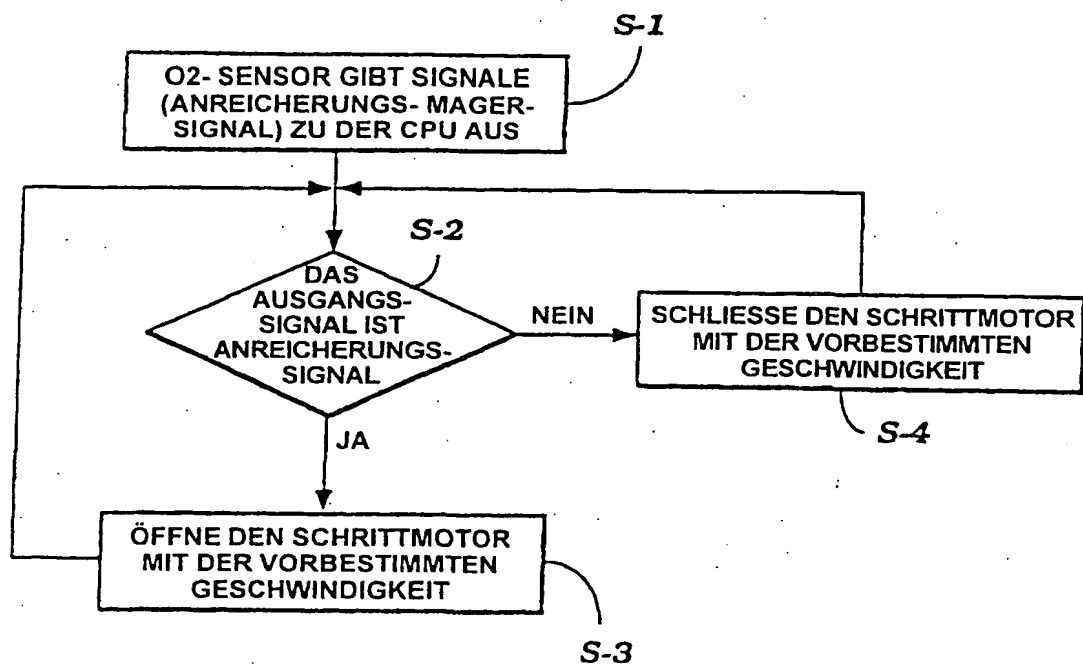 S-1
O2- SENSOR GIBT SIGNALE
(ANREICHERUNGS- MAGER-
SIGNAL) ZU DER CPU AUS
S-2
DAS
AUSGANGS-
SIGNAL IST
ANREICHERUNGS-
SIGNAL
NEIN
SCHLIESSE DEN SCHRITTMOTOR
MIT DER VORBESTIMMTEN
GESCHWINDIGKEIT
S-4
JA
ÖFFNE DEN SCHRITTMOTOR
MIT DER VORBESTIMMTEN
GESCHWINDIGKEIT
S-3